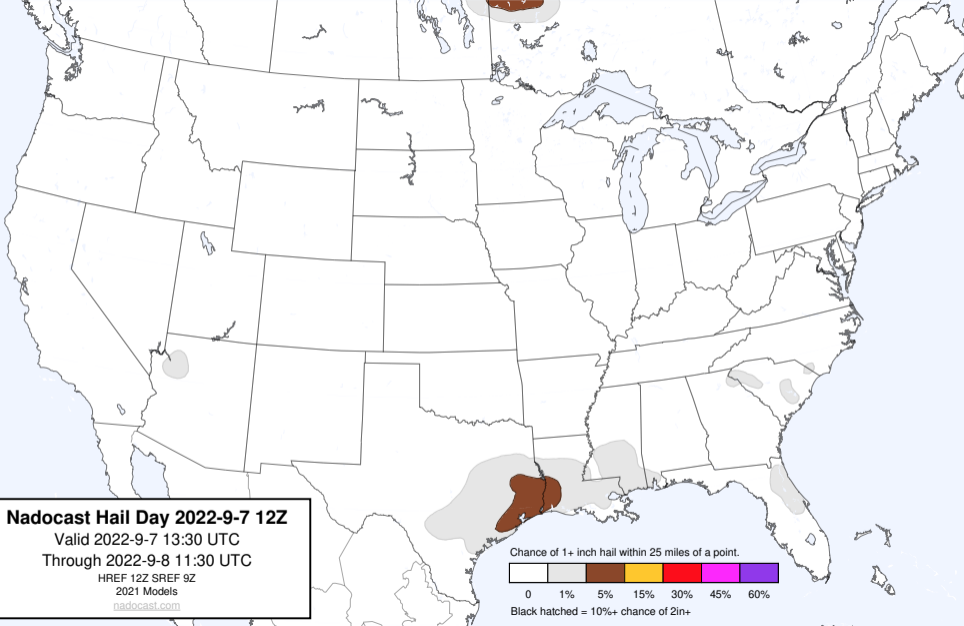 Nadocast Hail Day 2022-9-7 12Z
Valid 2022-9-7 13:30 UTC
Through 2022-9-8 11:30 UTC
HREF 12Z SREF 9Z
2021 Models
nadocast.com
Chance of 1+ inch hail within 25 miles of a point.
0 1% 5% 15% 30% 45% 60%
Black hatched = 10%+ chance of 2in+